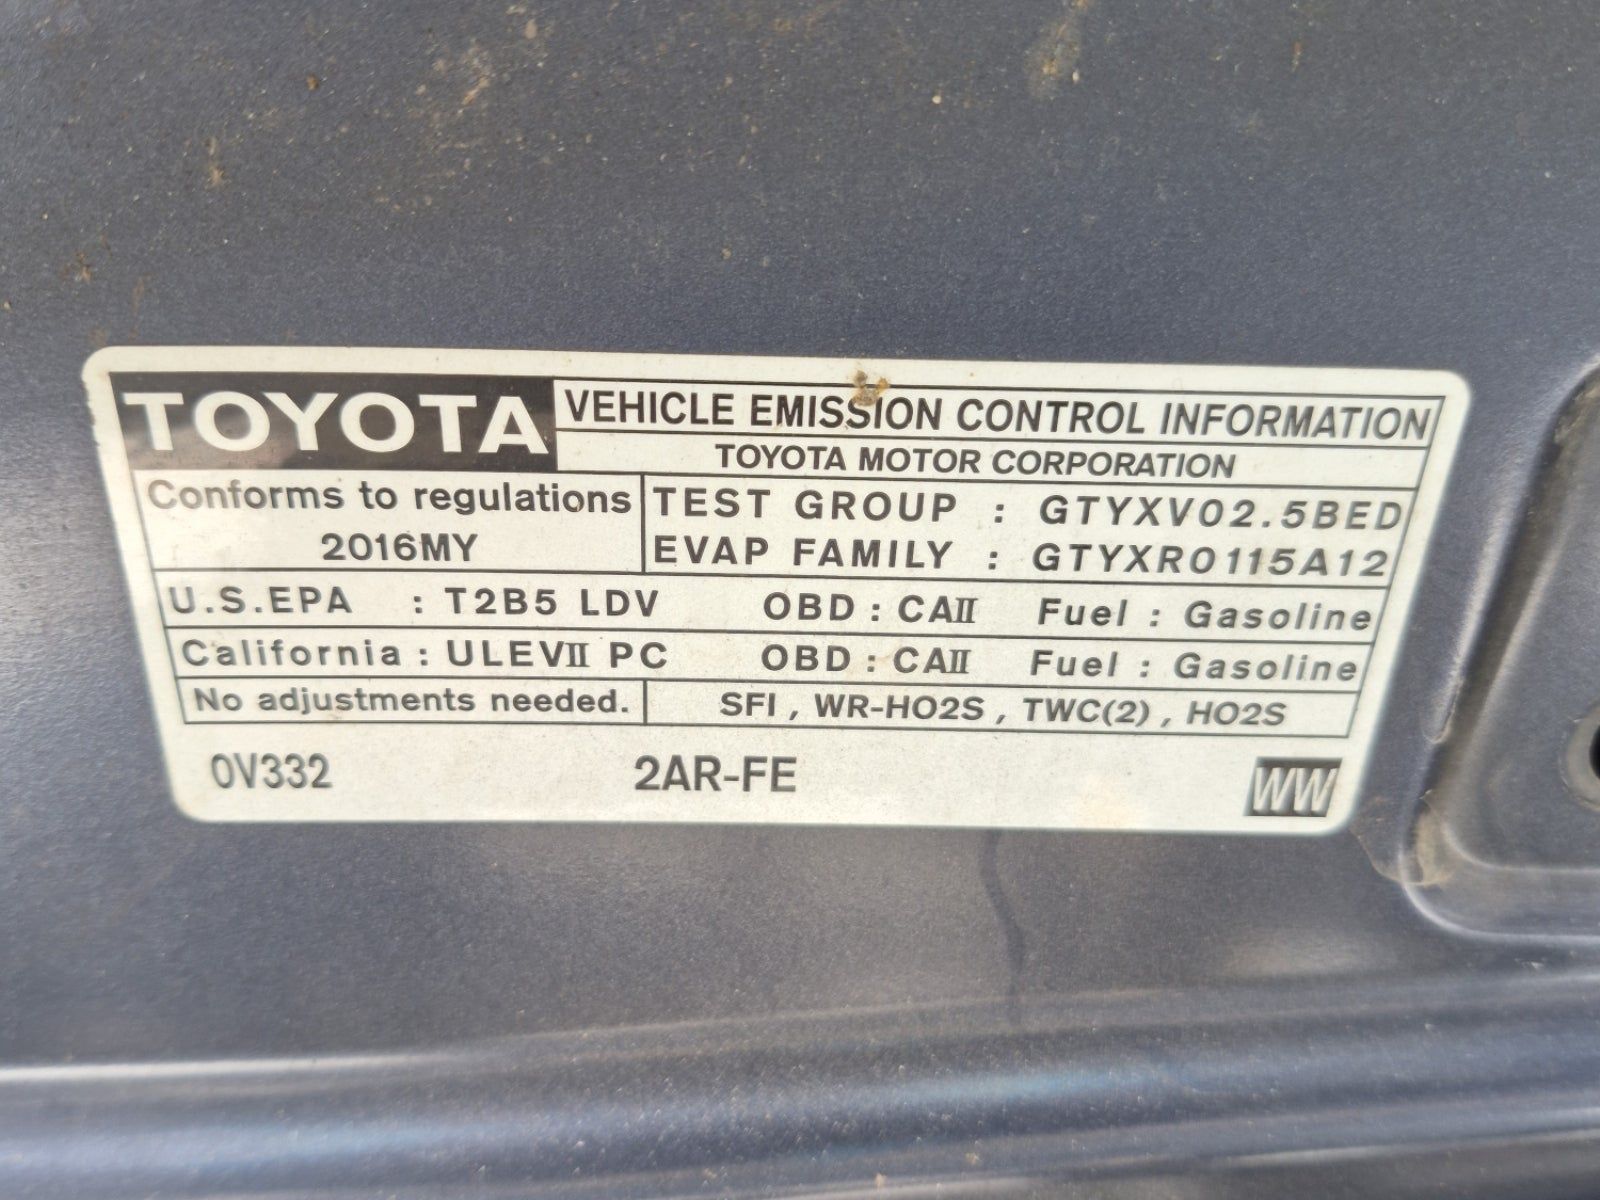 TOYOTA VEHICLE EMISSION CONTROL INFORMATION
TOYOTA MOTOR CORPORATION
Conforms to regulations
2016MY
TEST GROUP : GTYXV02.5BED
EVAP FAMILY : GTYXR0115A12
U.S.EPA : T2B5 LDV OBD : CAII Fuel : Gasoline
California : ULEVII PC OBD : CAII Fuel : Gasoline
No adjustments needed. SFI , WR-HO2S , TWC(2) , HO2S
0V332 2AR-FE WW